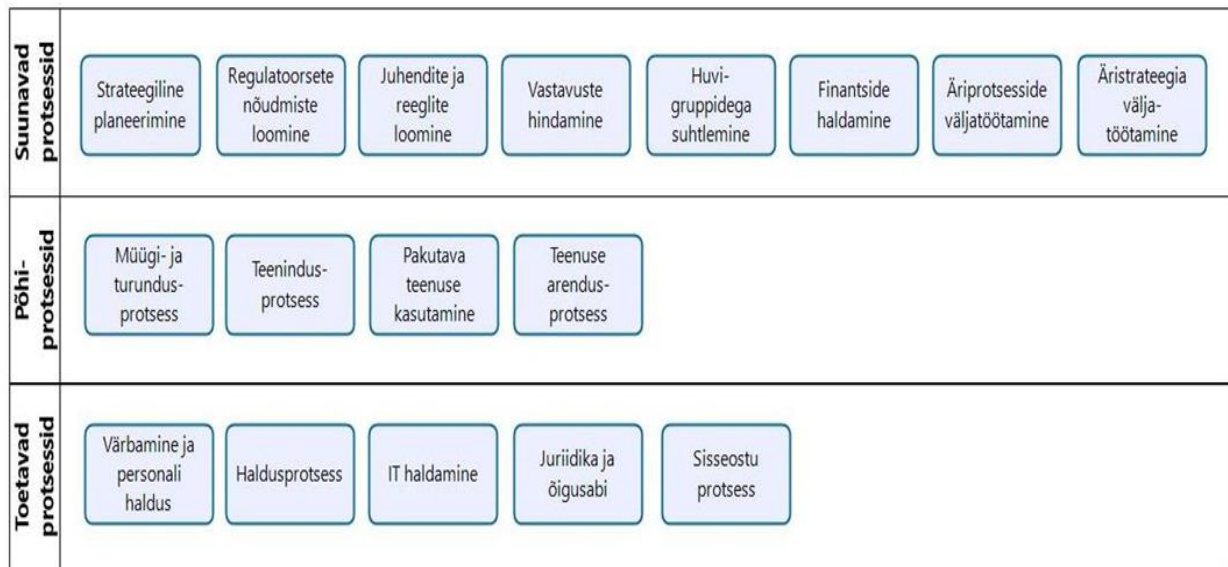 Suunavad
protsessid
Strateegiline
planeerimine
Regulatoorsete
nõudmiste
loomine
Juhendite ja
reeglite
loomine
Vastavuste
hindamine
Huvi-
gruppidega
suhtlemine
Finantside
haldamine
Äriprotsesside
väljatöötamine
Äristrateegia
välja-
töötamine
Põhi-
protsessid
Müügi- ja
turundus-
protsess
Teenindus-
protsess
Pakutava
teenuse
kasutamine
Teenuse
arendus-
protsess
Toetavad
protsessid
Värbamine ja
personali
haldus
Haldusprotsess
IT haldamine
Juriidika ja
õigusabi
Sisseostu
protsess